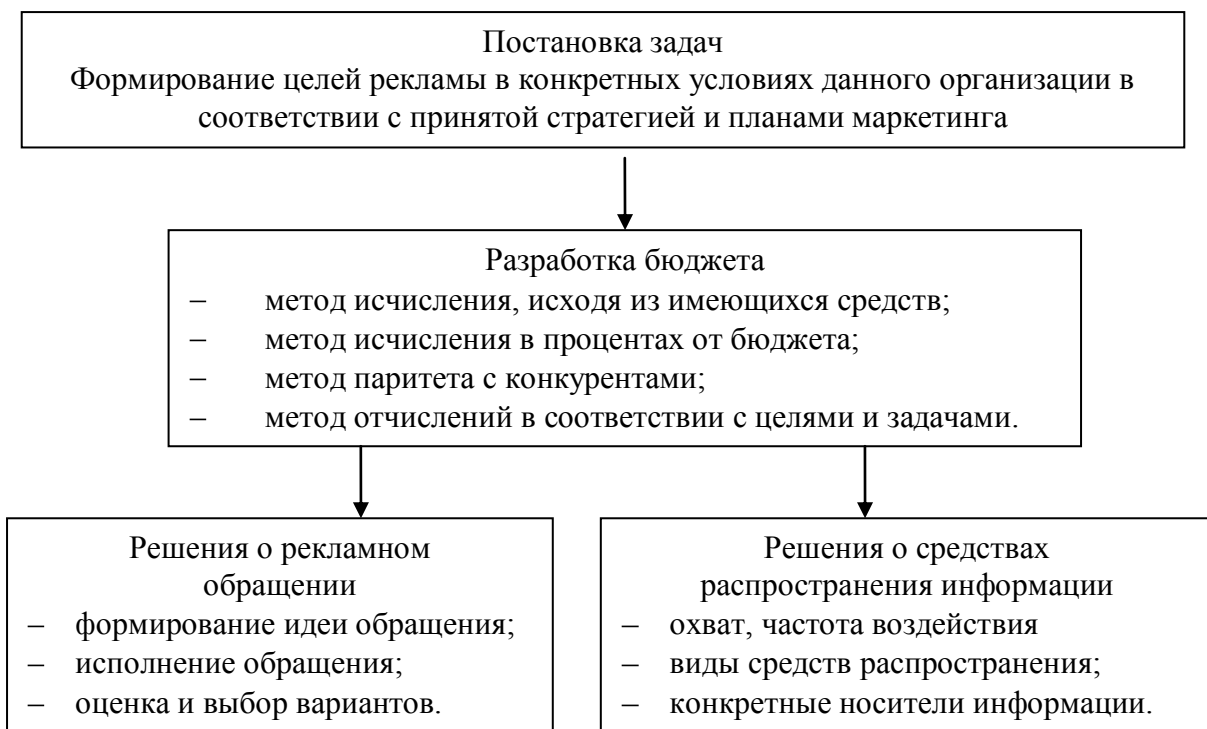 Постановка задач
Формирование целей рекламы в конкретных условиях данного организации в
соответствии с принятой стратегией и планами маркетинга
Разработка бюджета
– метод исчисления, исходя из имеющихся средств;
– метод исчисления в процентах от бюджета;
– метод паритета с конкурентами;
– метод отчислений в соответствии с целями и задачами.
Решения о рекламном
обращении
– формирование идеи обращения;
– исполнение обращения;
– оценка и выбор вариантов.
Решения о средствах
распространения информации
– охват, частота воздействия
– виды средств распространения;
– конкретные носители информации.